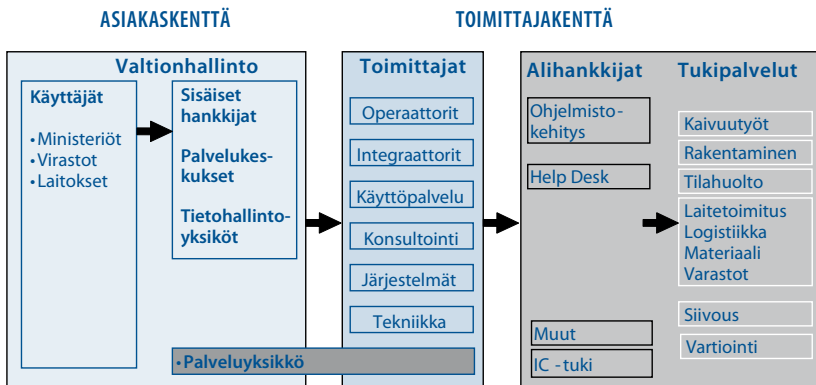 ASIAKASKENTTÄ
TOIMITTAJAKENTTÄ
Valtionhallinto
Käyttäjät
•Ministeriöt
•Virastot
•Laitokset
Sisäiset
hankkijat
Palvelukes-
kukset
Tietohallinto-
yksiköt
•Palveluyksikkö
Toimittajat
Operaattorit
Integraattorit
Käyttöpalvelu
Konsultointi
Järjestelmät
Tekniikka
Alihankkijat
Ohjelmisto-
kehitys
Help Desk
Muut
IC - tuki
Tukipalvelut
Kaivuutyöt
Rakentaminen
Tilahuolto
Laitetoimitus
Logistiikka
Materiaali
Varastot
Siivous
Vartiointi